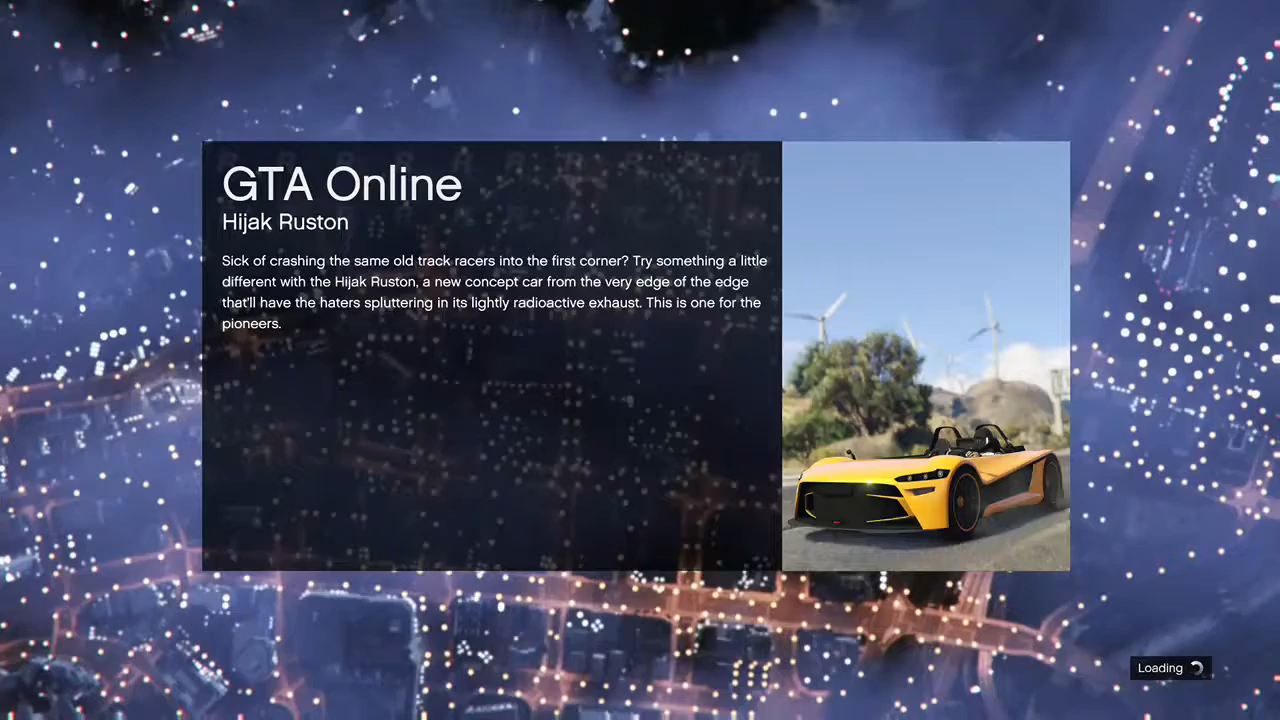 GTA Online
Hijak Ruston
Sick of crashing the same old track racers into the first corner? Try something a little
different with the Hijak Ruston, a new concept car from the very edge of the edge
that'll have the haters spluttering in its lightly radioactive exhaust. This is one for the
pioneers.
Loading